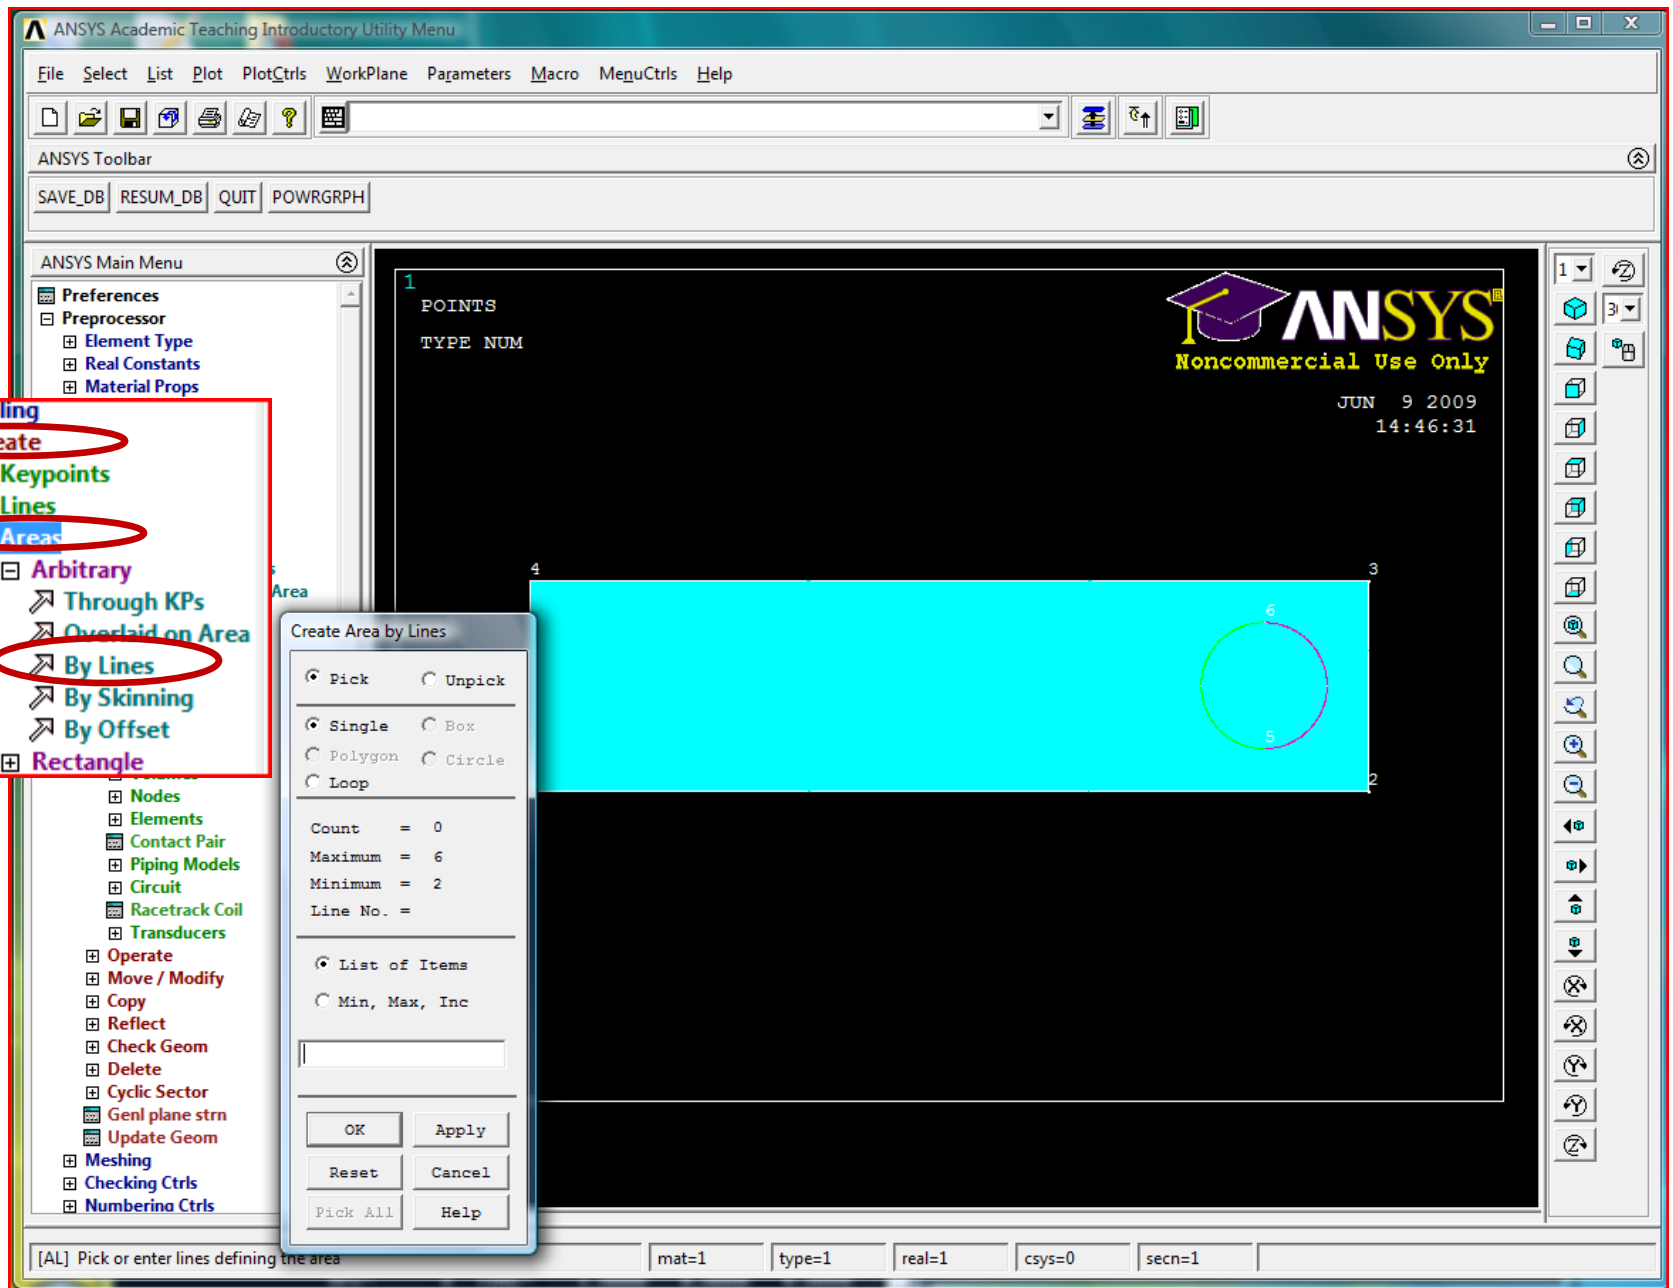 ANSYS Academic Teaching Introductory Utility Menu
File Select List Plot PlotCtrls WorkPlane Parameters Macro MenuCtrls Help
ANSYS Toolbar
SAVE_DB RESUM_DB QUIT POWRGRPH
ANSYS Main Menu
Preferences
Preprocessor
Element Type
Real Constants
Material Props
ling
eate
Keypoints
Lines
Areas
Arbitrary
Through KPs
Overlaid on Area
By Lines
By Skinning
By Offset
Rectangle
s
Area
Volumes
Nodes
Elements
Contact Pair
Piping Models
Circuit
Racetrack Coil
Transducers
Operate
Move / Modify
Copy
Reflect
Check Geom
Delete
Cyclic Sector
Genl plane strn
Update Geom
Meshing
Checking Ctrls
Numbering Ctrls
Create Area by Lines
Pick Unpick
Single Box
Polygon Circle
Loop
Count = 0
Maximum = 6
Minimum = 2
Line No. =
List of Items
Min, Max, Inc
OK Apply
Reset Cancel
Pick All Help
1
POINTS
TYPE NUM
ANSYS®
Noncommercial Use Only
JUN 9 2009
14:46:31
4
3
6
5
2
1
3
[AL] Pick or enter lines defining the area
mat=1 type=1 real=1 csys=0 secn=1